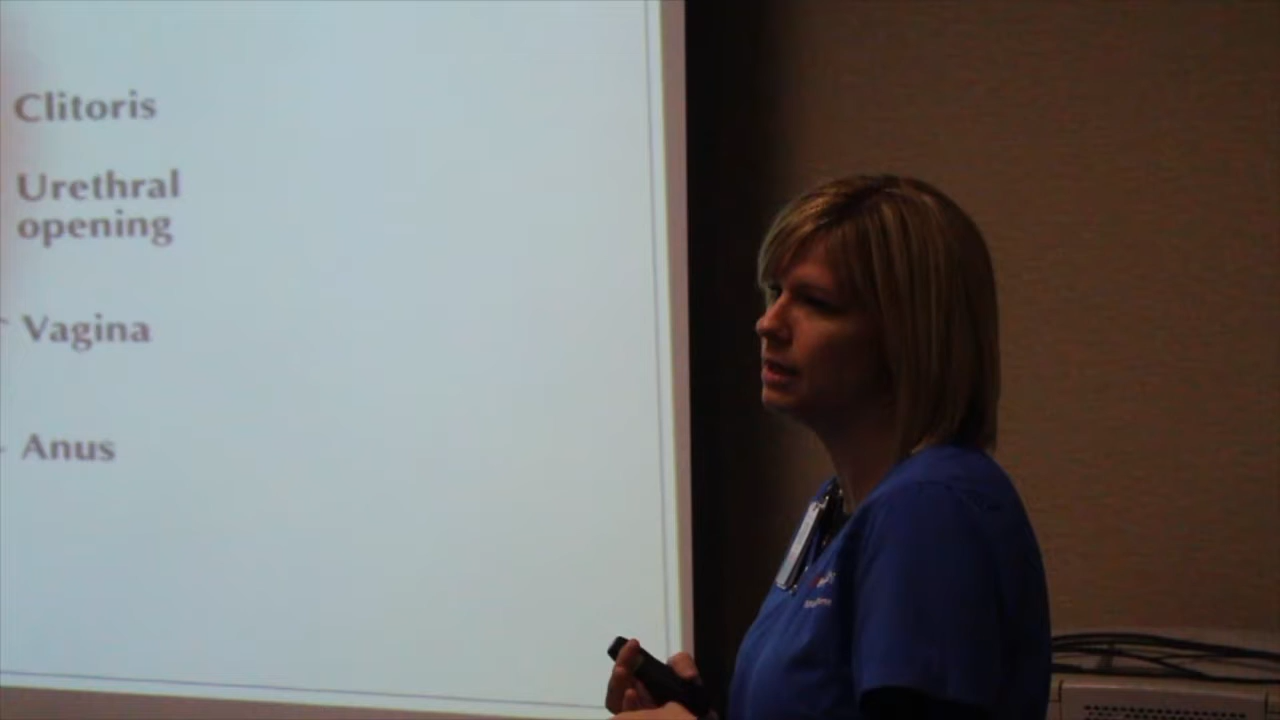 Clitoris
Urethral
opening
Vagina
Anus